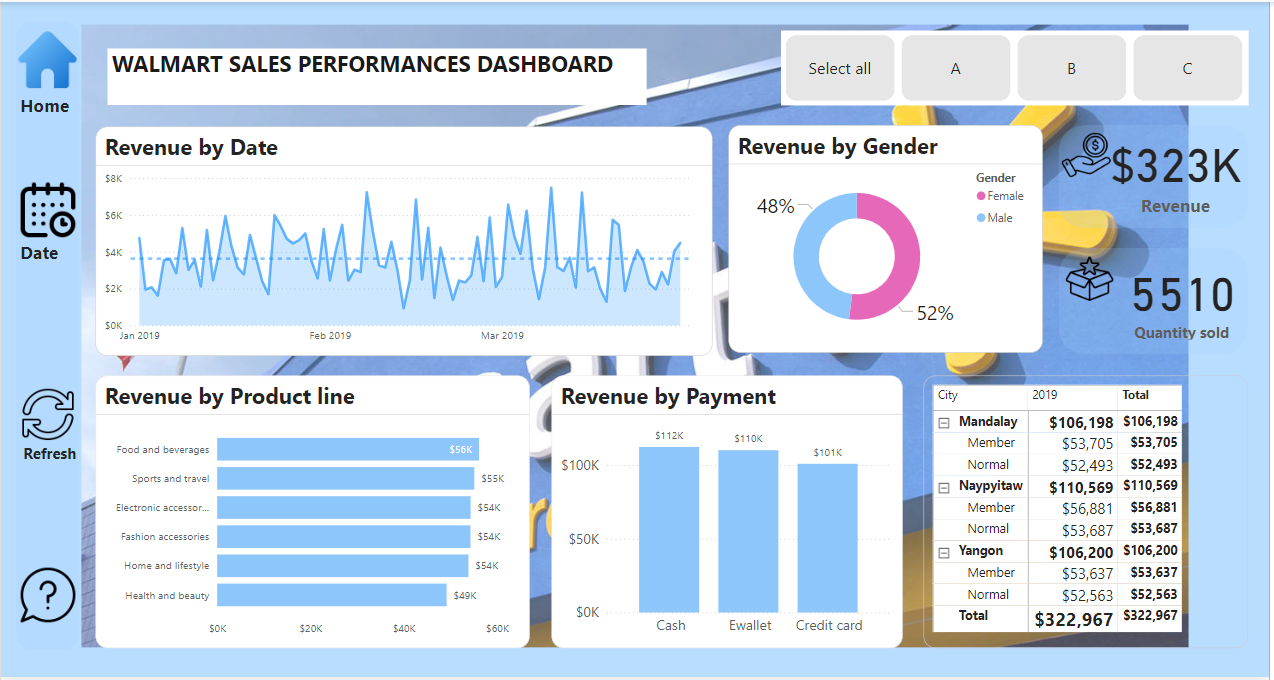 WALMART SALES PERFORMANCES DASHBOARD
Select all
A
B
C
Home
Date
Refresh
Revenue by Date
$8K
$6K
$4K
$2K
$0K
Jan 2019
Feb 2019
Mar 2019
Revenue by Gender
Gender
Female
Male
48%
52%
$323K
Revenue
5510
Quantity sold
Revenue by Product line
Food and beverages $56K
Sports and travel $55K
Electronic accessor... $54K
Fashion accessories $54K
Home and lifestyle $54K
Health and beauty $49K
$0K $20K $40K $60K
Revenue by Payment
$112K
$110K
$101K
$100K
$50K
$0K
Cash
Ewallet
Credit card
City 2019 Total
Mandalay $106,198 $106,198
Member $53,705 $53,705
Normal $52,493 $52,493
Naypyitaw $110,569 $110,569
Member $56,881 $56,881
Normal $53,687 $53,687
Yangon $106,200 $106,200
Member $53,637 $53,637
Normal $52,563 $52,563
Total $322,967 $322,967